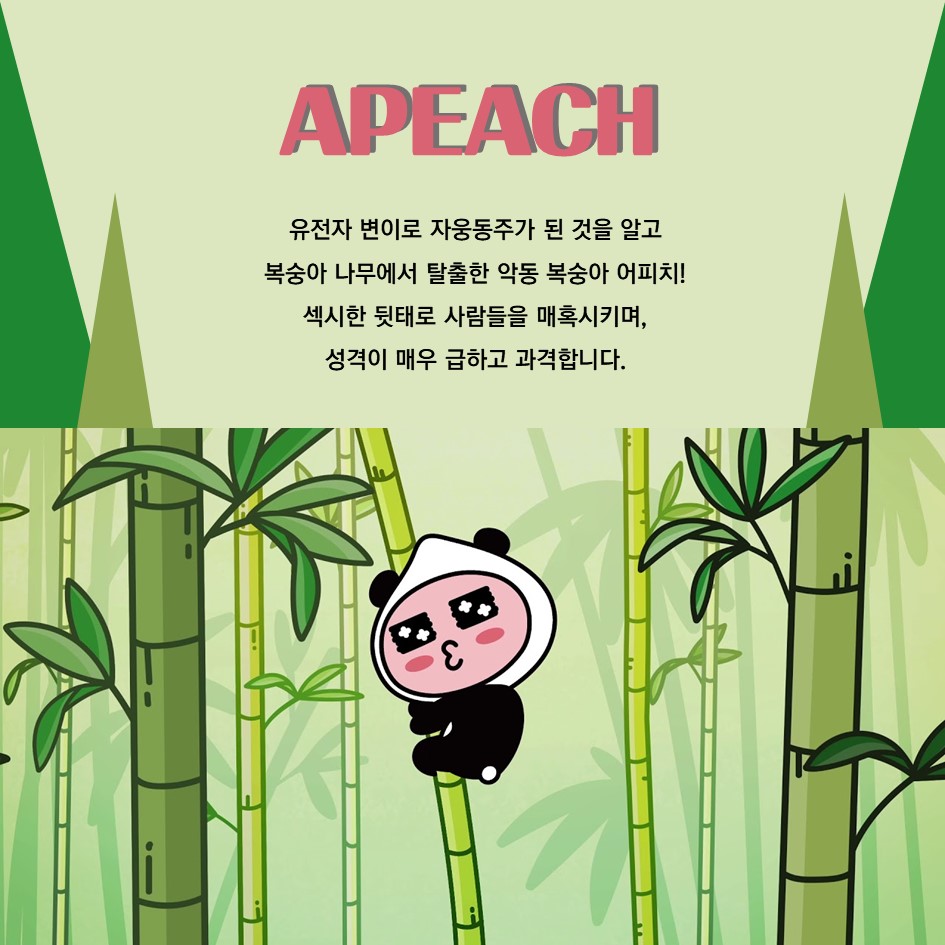 APEACH
유전자 변이로 자웅동주가 된 것을 알고
복숭아 나무에서 탈출한 악동 복숭아 어피치!
섹시한 뒷태로 사람들을 매혹시키며,
성격이 매우 급하고 과격합니다.